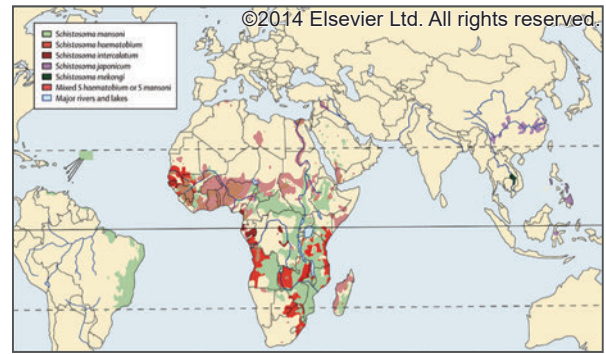 ©2014 Elsevier Ltd. All rights reserved.
Schistosoma mansoni
Schistosoma haematobium
Schistosoma intercalatum
Schistosoma japonicum
Schistosoma mekongi
Mixed S haematobium or S mansoni
Major rivers and lakes